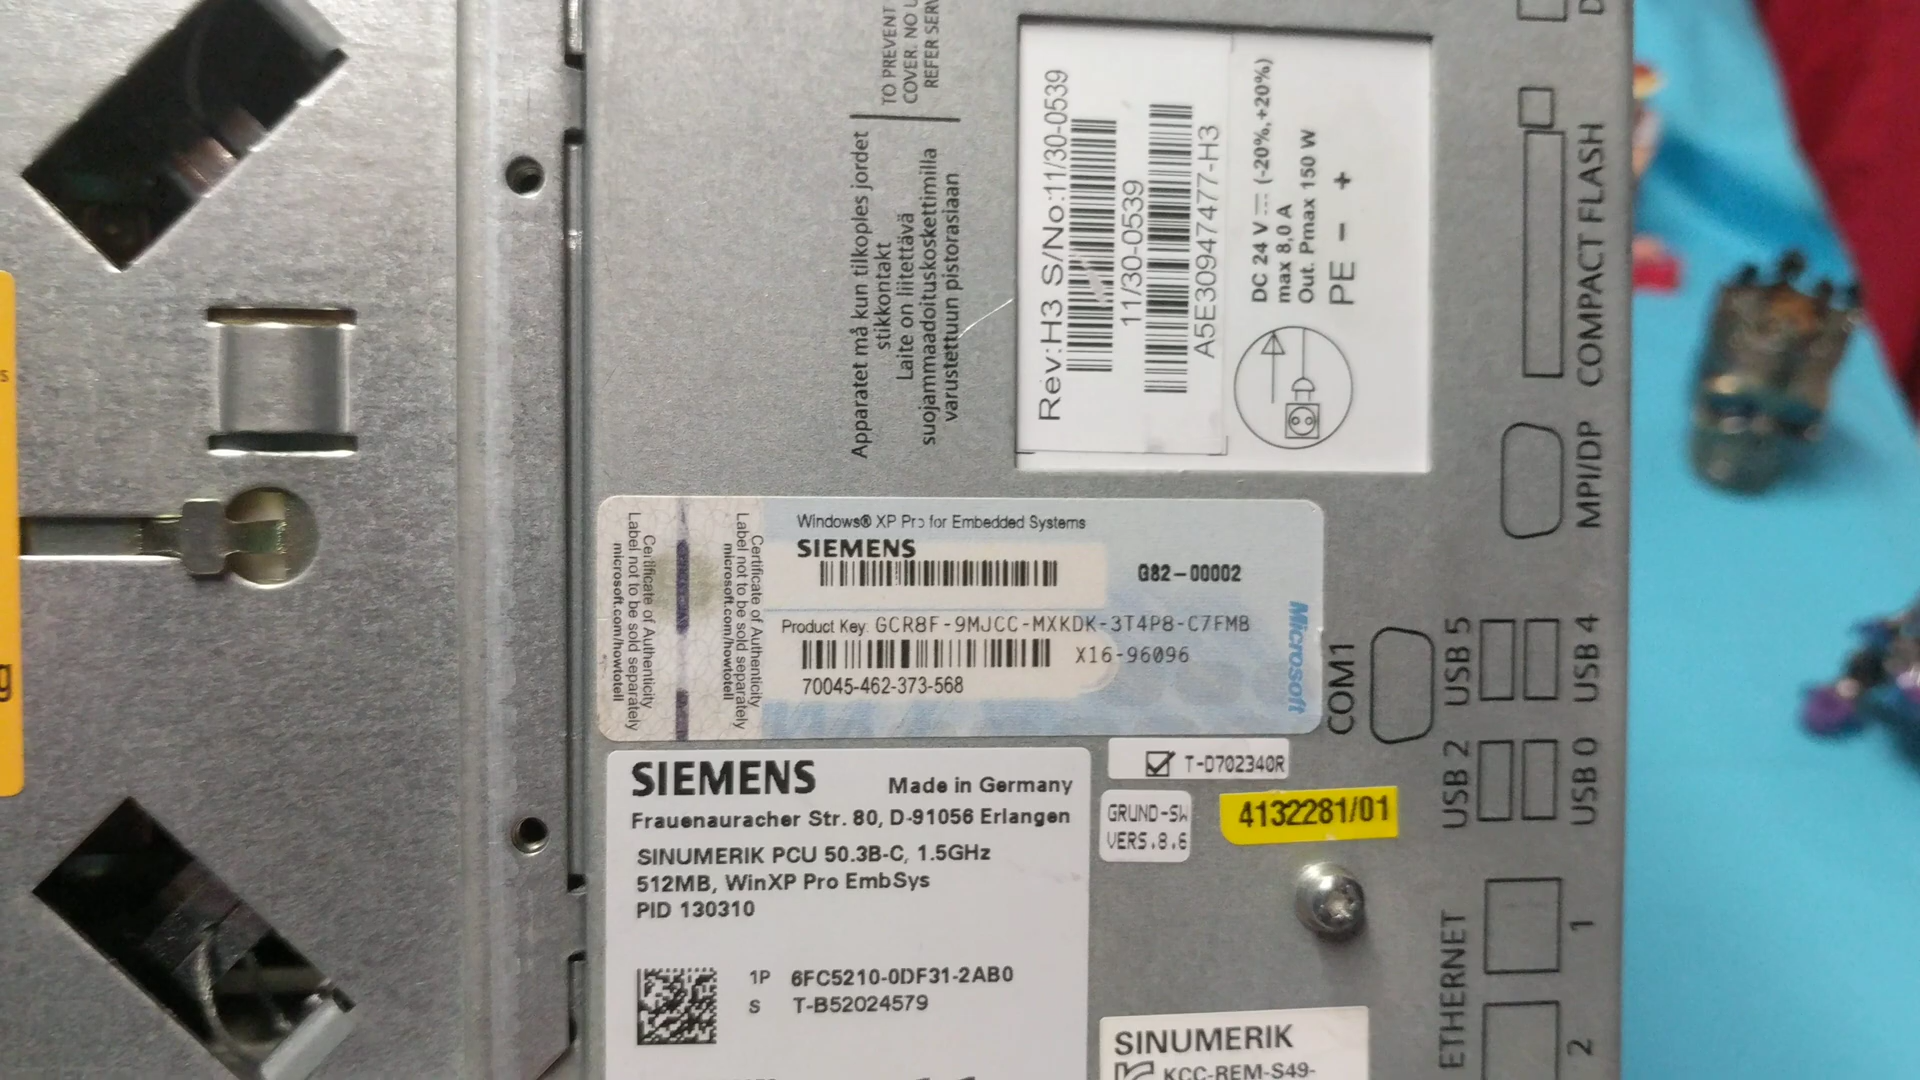 TO PREVENT
COVER. NO
REFER SERV
Apparatet må kun tilkoples jordet
stikkontakt
Laite on liitettävä
suojammaadoituskoskettimilla
varustettuun pistorasiaan
Rev:H3 S/No:11/30-0539
11/30-0539
A5E30947477-H3
DC 24 V (-20%,+20%)
max 8,0 A
Out. Pmax 150 W
PE - +
COMPACT FLASH
MPI/DP
Certificate of Authenticity
Label not to be sold separately
microsoft.com/howtotell
Certificate of Authenticity
Label not to be sold separately
microsoft.com/howtotell
Windows® XP Pro for Embedded Systems
SIEMENS
G82-00002
Product Key: GCR8F-9MJCC-MXKDK-3T4P8-C7FMB
X16-96096
70045-462-373-568
Microsoft
COM1
USB 5
USB 4
USB 2
USB 0
T-D702340R
GRUND-SW
VERS.8.6
4132281/01
SIEMENS Made in Germany
Frauenauracher Str. 80, D-91056 Erlangen
SINUMERIK PCU 50.3B-C, 1.5GHz
512MB, WinXP Pro EmbSys
PID 130310
1P 6FC5210-0DF31-2AB0
S T-B52024579
ETHERNET
1
2
SINUMERIK
KCC-REM-S49-